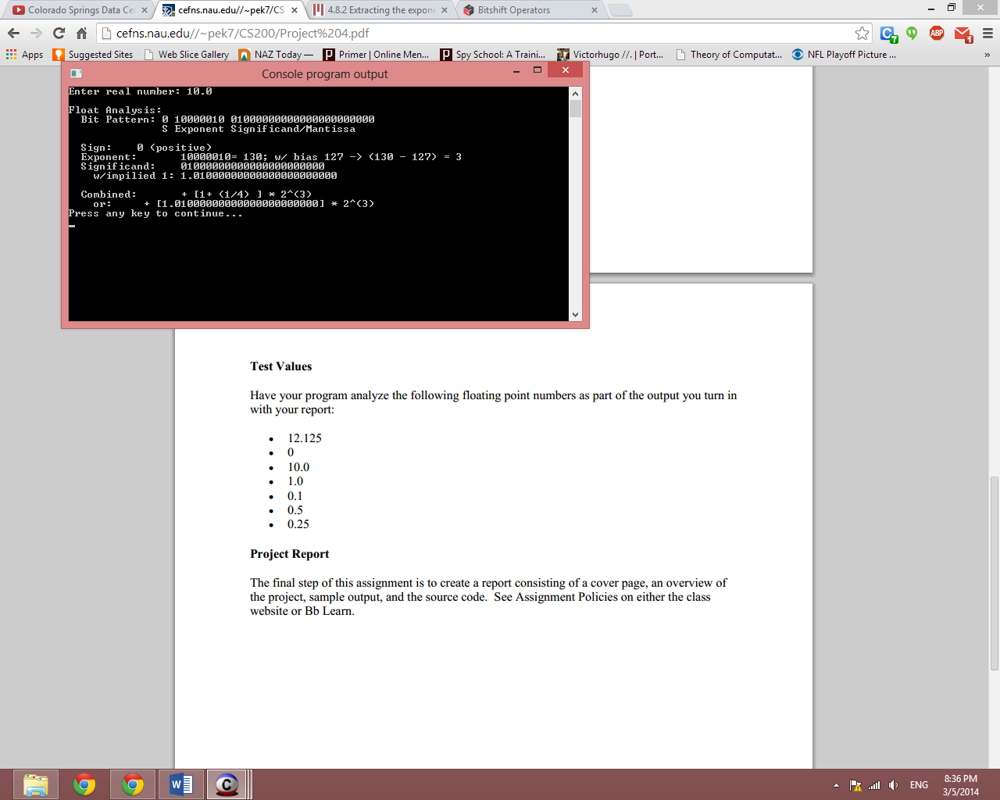 Colorado Springs Data Ce
cefns.nau.edu//~pek7/CS
4.8.2 Extracting the expone
Bitshift Operators
cefns.nau.edu//~pek7/CS200/Project%204.pdf
7
ABP
1
Apps
Suggested Sites
Web Slice Gallery
NAZ Today —
Primer | Online Men...
Spy School: A Traini...
Victorhugo //. | Port...
Theory of Computat...
NFL Playoff Picture ...
»
Console program output
Enter real number: 10.0
Float Analysis:
Bit Pattern: 0 10000010 01000000000000000000000
S Exponent Significand/Mantissa
Sign: 0 (positive)
Exponent: 10000010= 130; w/ bias 127 -> (130 - 127) = 3
Significand: 01000000000000000000000
w/implied 1: 1.01000000000000000000000
Combined: + [1+ (1/4) ] * 2^(3)
or: + [1.01000000000000000000000] * 2^(3)
Press any key to continue...
Test Values
Have your program analyze the following floating point numbers as part of the output you turn in
with your report:
• 12.125
• 0
• 10.0
• 1.0
• 0.1
• 0.5
• 0.25
Project Report
The final step of this assignment is to create a report consisting of a cover page, an overview of
the project, sample output, and the source code. See Assignment Policies on either the class
website or Bb Learn.
ENG
8:36 PM
3/5/2014